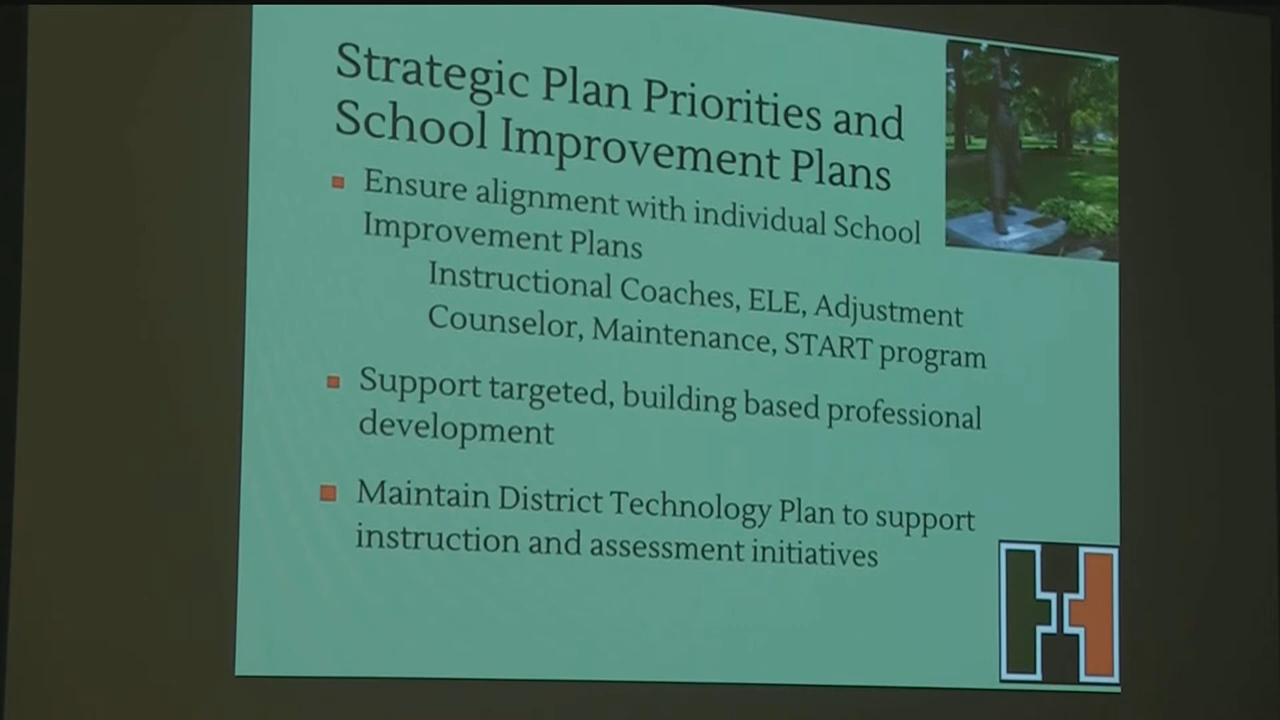 Strategic Plan Priorities and
School Improvement Plans
Ensure alignment with individual School
Improvement Plans
Instructional Coaches, ELE, Adjustment
Counselor, Maintenance, START program
Support targeted, building based professional
development
Maintain District Technology Plan to support
instruction and assessment initiatives
H